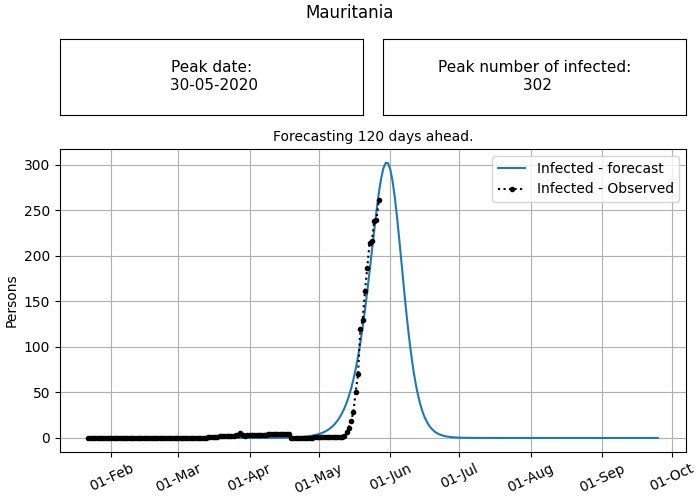 Mauritania
Peak date:
30-05-2020
Peak number of infected:
302
Forecasting 120 days ahead.
Infected - forecast
Infected - Observed
Persons
300
250
200
150
100
50
0
01-Feb
01-Mar
01-Apr
01-May
01-Jun
01-Jul
01-Aug
01-Sep
01-Oct